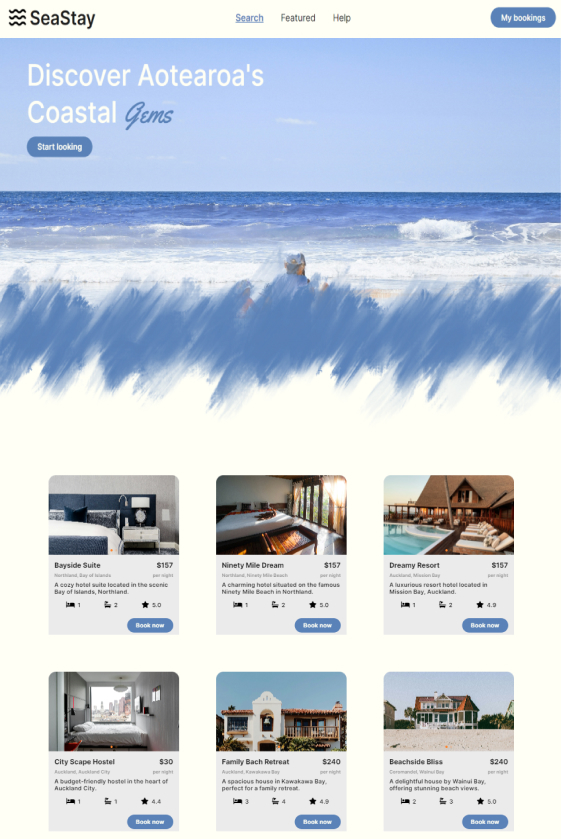 SeaStay
Search
Featured
Help
My bookings
Discover Aotearoa's
Coastal Gems
Start looking
Bayside Suite $157
Northland, Bay of Islands per night
A cozy hotel suite located in the scenic
Bay of Islands, Northland.
1 2 5.0
Book now
Ninety Mile Dream $157
Northland, Ninety Mile Beach per night
A charming hotel situated on the famous
Ninety Mile Beach in Northland.
1 2 5.0
Book now
Dreamy Resort $157
Auckland, Mission Bay per night
A luxurious resort hotel located in
Mission Bay, Auckland.
1 2 4.9
Book now
City Scape Hostel $30
Auckland, Auckland City per night
A budget-friendly hostel in the heart of
Auckland City.
1 1 4.4
Book now
Family Bach Retreat $240
Auckland, Kawakawa Bay per night
A spacious house in Kawakawa Bay,
perfect for a family retreat.
3 4 4.9
Book now
Beachside Bliss $240
Coromandel, Wainui Bay per night
A delightful house by Wainui Bay,
offering stunning beach views.
2 3 5.0
Book now